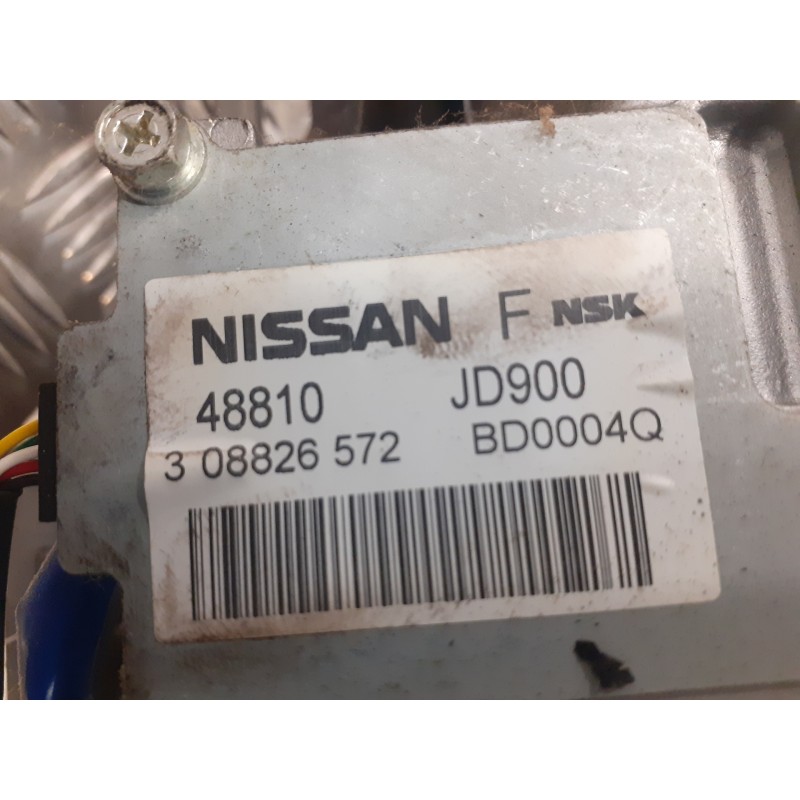 NISSAN F NSK
48810 JD900
3 08826 572 BD0004Q